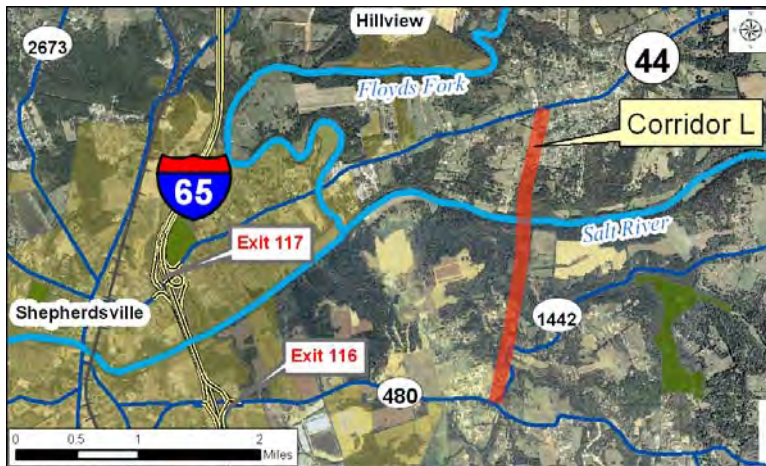 Hillview
2673
44
Floyds Fork
Corridor L
65
Salt River
Exit 117
Shepherdsville
1442
Exit 116
480
0 0.5 1 2
Miles